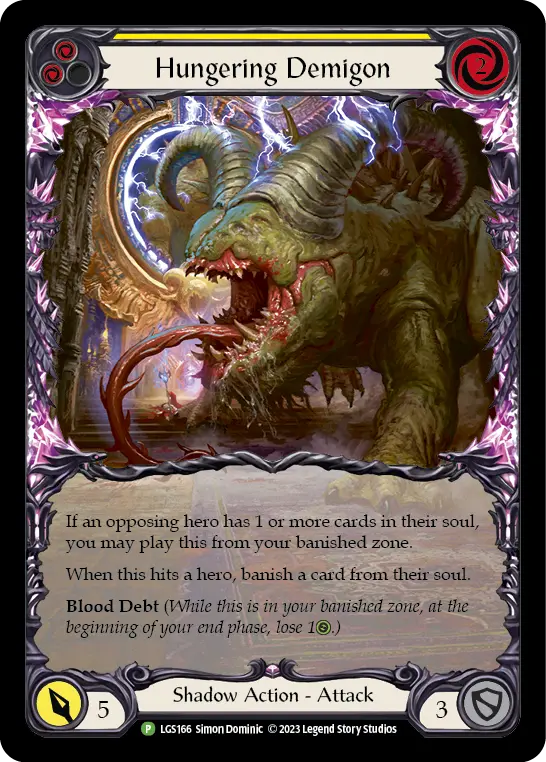 Hungering Demigon
2
If an opposing hero has 1 or more cards in their soul,
you may play this from your banished zone.
When this hits a hero, banish a card from their soul.
Blood Debt (While this is in your banished zone, at the
beginning of your end phase, lose 1.)
5
Shadow Action - Attack
3
P LGS166 Simon Dominic © 2023 Legend Story Studios